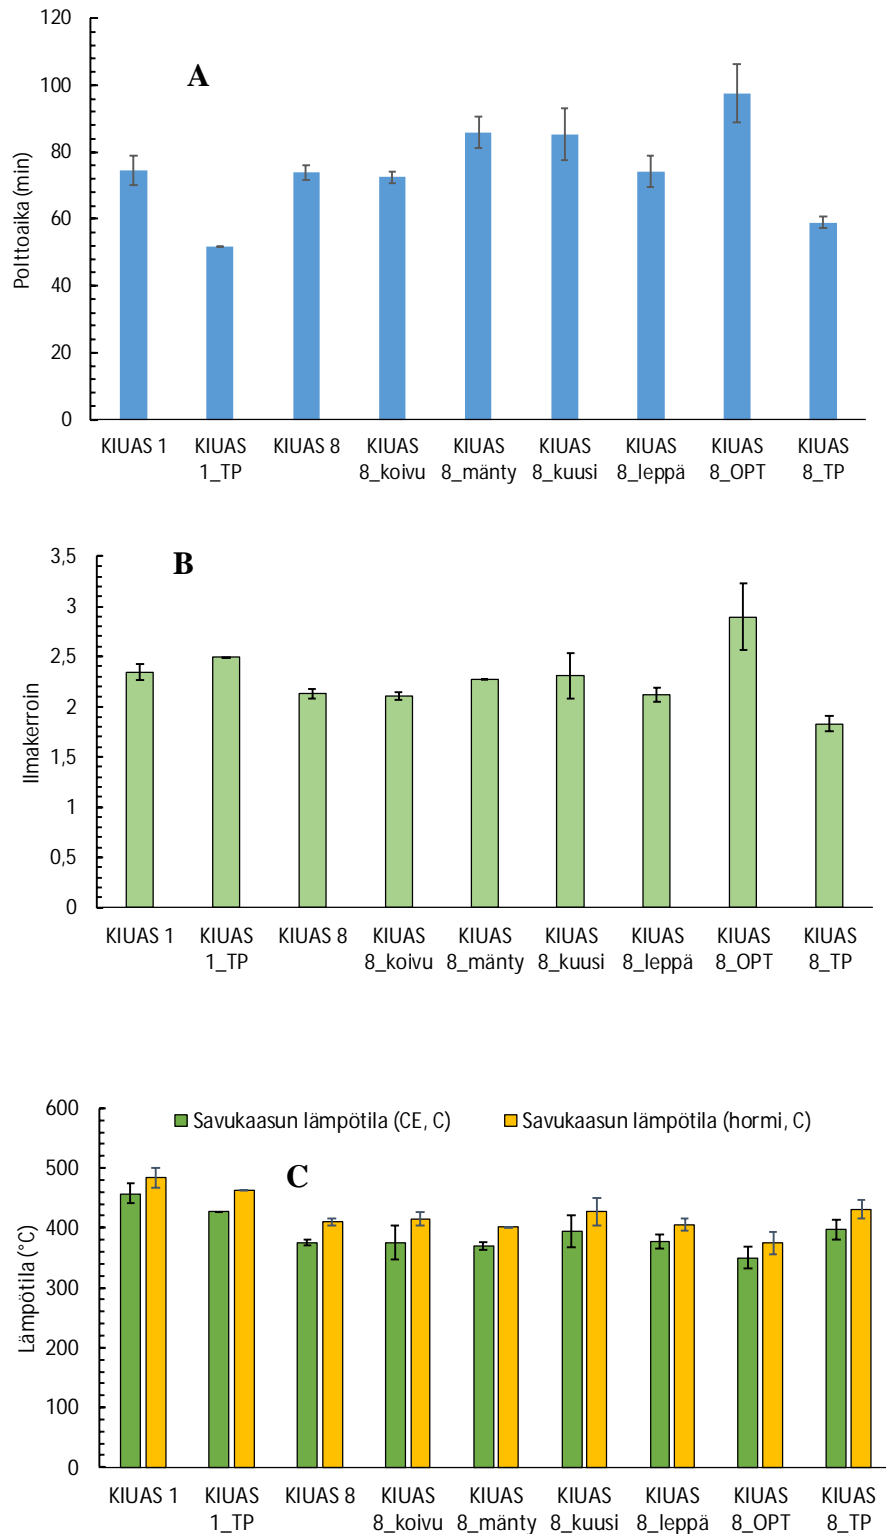 120
100
80
60
40
20
0
Polttoaika (min)
A
KIUAS 1
KIUAS
1_TP
KIUAS 8
KIUAS
8_koivu
KIUAS
8_mänty
KIUAS
8_kuusi
KIUAS
8_leppä
KIUAS
8_OPT
KIUAS
8_TP
3,5
3
2,5
2
1,5
1
0,5
0
Ilmakerroin
B
KIUAS 1
KIUAS
1_TP
KIUAS 8
KIUAS
8_koivu
KIUAS
8_mänty
KIUAS
8_kuusi
KIUAS
8_leppä
KIUAS
8_OPT
KIUAS
8_TP
600
500
400
300
200
100
0
Lämpötila (°C)
Savukaasun lämpötila (CE, C)
Savukaasun lämpötila (hormi, C)
C
KIUAS 1
KIUAS
1_TP
KIUAS 8
KIUAS
8_koivu
KIUAS
8_mänty
KIUAS
8_kuusi
KIUAS
8_leppä
KIUAS
8_OPT
KIUAS
8_TP